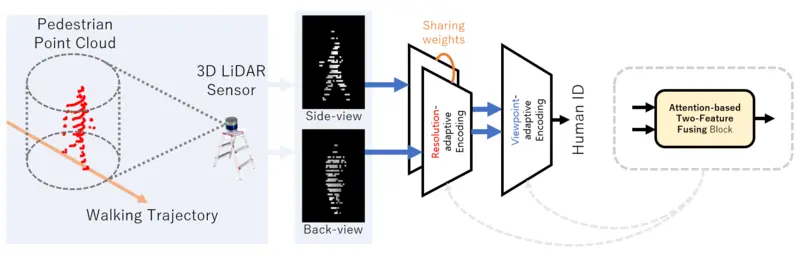 Pedestrian
Point Cloud
3D LiDAR
Sensor
Walking Trajectory
Side-view
Back-view
Sharing
weights
Resolution-
adaptive
Encoding
Viewpoint-
adaptive
Encoding
Human ID
Attention-based
Two-Feature
Fusing Block